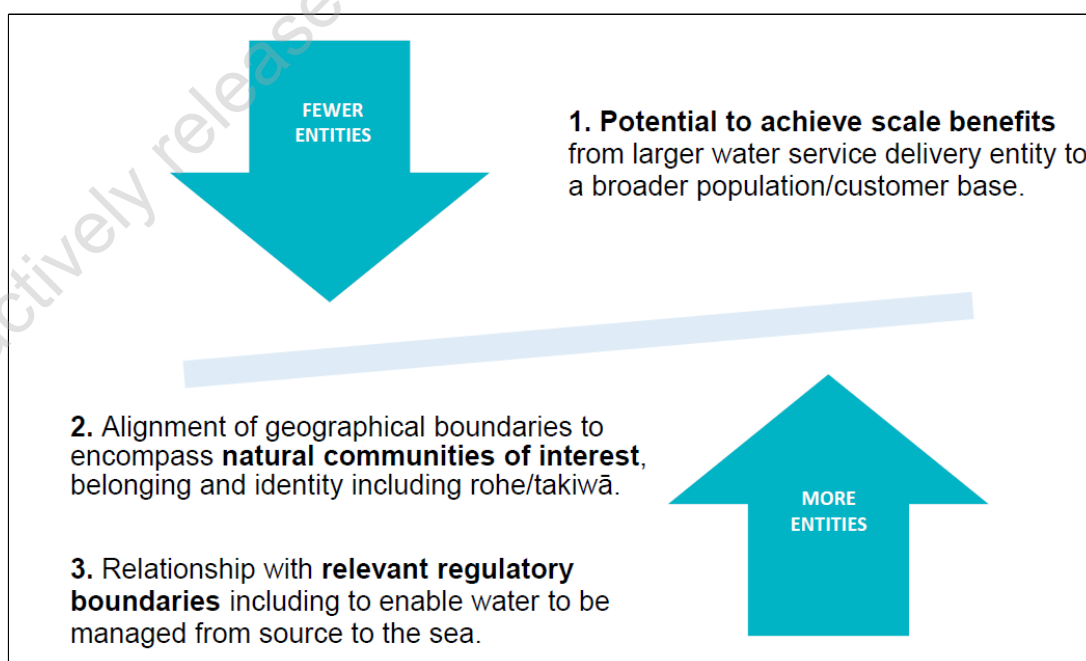 actively release
FEWER
ENTITIES
1. Potential to achieve scale benefits
from larger water service delivery entity to
a broader population/customer base.
2. Alignment of geographical boundaries to
encompass natural communities of interest,
belonging and identity including rohe/takiwā.
3. Relationship with relevant regulatory
boundaries including to enable water to be
managed from source to the sea.
MORE
ENTITIES